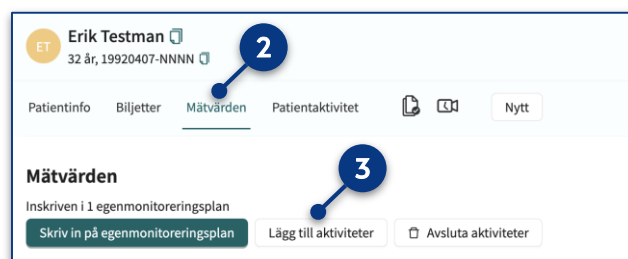 ET
Erik Testman
32 år, 19920407-NNNN
2
Patientinfo Biljetter Mätvärden Patientaktivitet Nytt
3
Mätvärden
Inskriven i 1 egenmonitoreringsplan
Skriv in på egenmonitoreringsplan Lägg till aktiviteter Avsluta aktiviteter